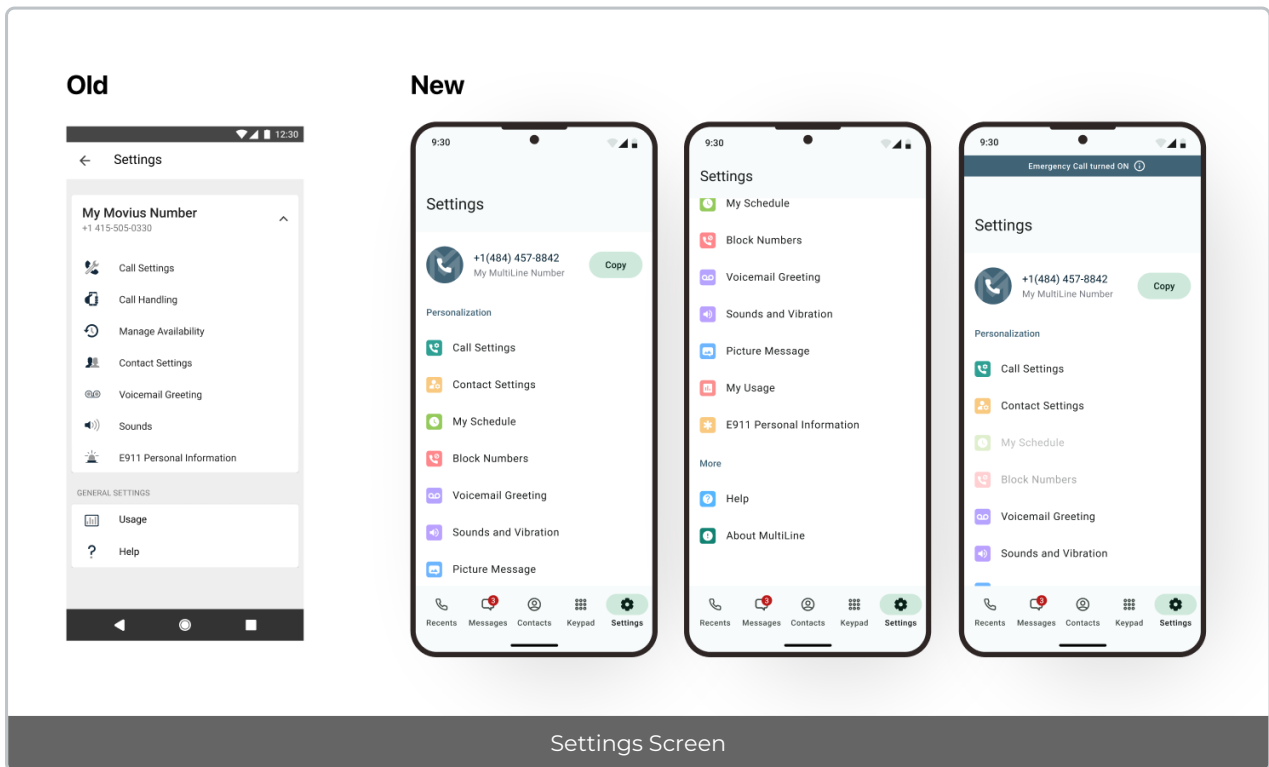 Old
New
12:30
Settings
My Movius Number
+1 415-505-0330
Call Settings
Call Handling
Manage Availability
Contact Settings
Voicemail Greeting
Sounds
E911 Personal Information
GENERAL SETTINGS
Usage
? Help
9:30
Settings
+1(484) 457-8842
My MultiLine Number
Copy
Personalization
Call Settings
Contact Settings
My Schedule
Block Numbers
Voicemail Greeting
Sounds and Vibration
Picture Message
3
Recents Messages Contacts Keypad Settings
9:30
Settings
My Schedule
Block Numbers
Voicemail Greeting
Sounds and Vibration
Picture Message
My Usage
E911 Personal Information
More
Help
About MultiLine
3
Recents Messages Contacts Keypad Settings
9:30
Emergency Call turned ON
Settings
+1(484) 457-8842
My MultiLine Number
Copy
Personalization
Call Settings
Contact Settings
My Schedule
Block Numbers
Voicemail Greeting
Sounds and Vibration
3
Recents Messages Contacts Keypad Settings
Settings Screen